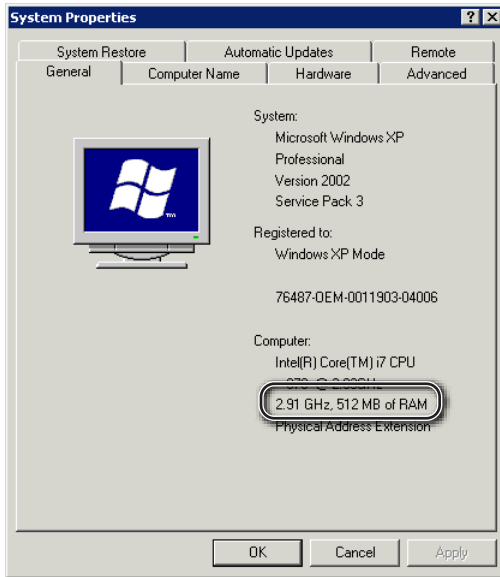 System Properties
System Restore Automatic Updates Remote
General Computer Name Hardware Advanced
System:
Microsoft Windows XP
Professional
Version 2002
Service Pack 3
Registered to:
Windows XP Mode
76487-OEM-0011903-04006
Computer:
Intel(R) Core(TM) i7 CPU
2.91 GHz, 512 MB of RAM
Physical Address Extension
OK Cancel Apply